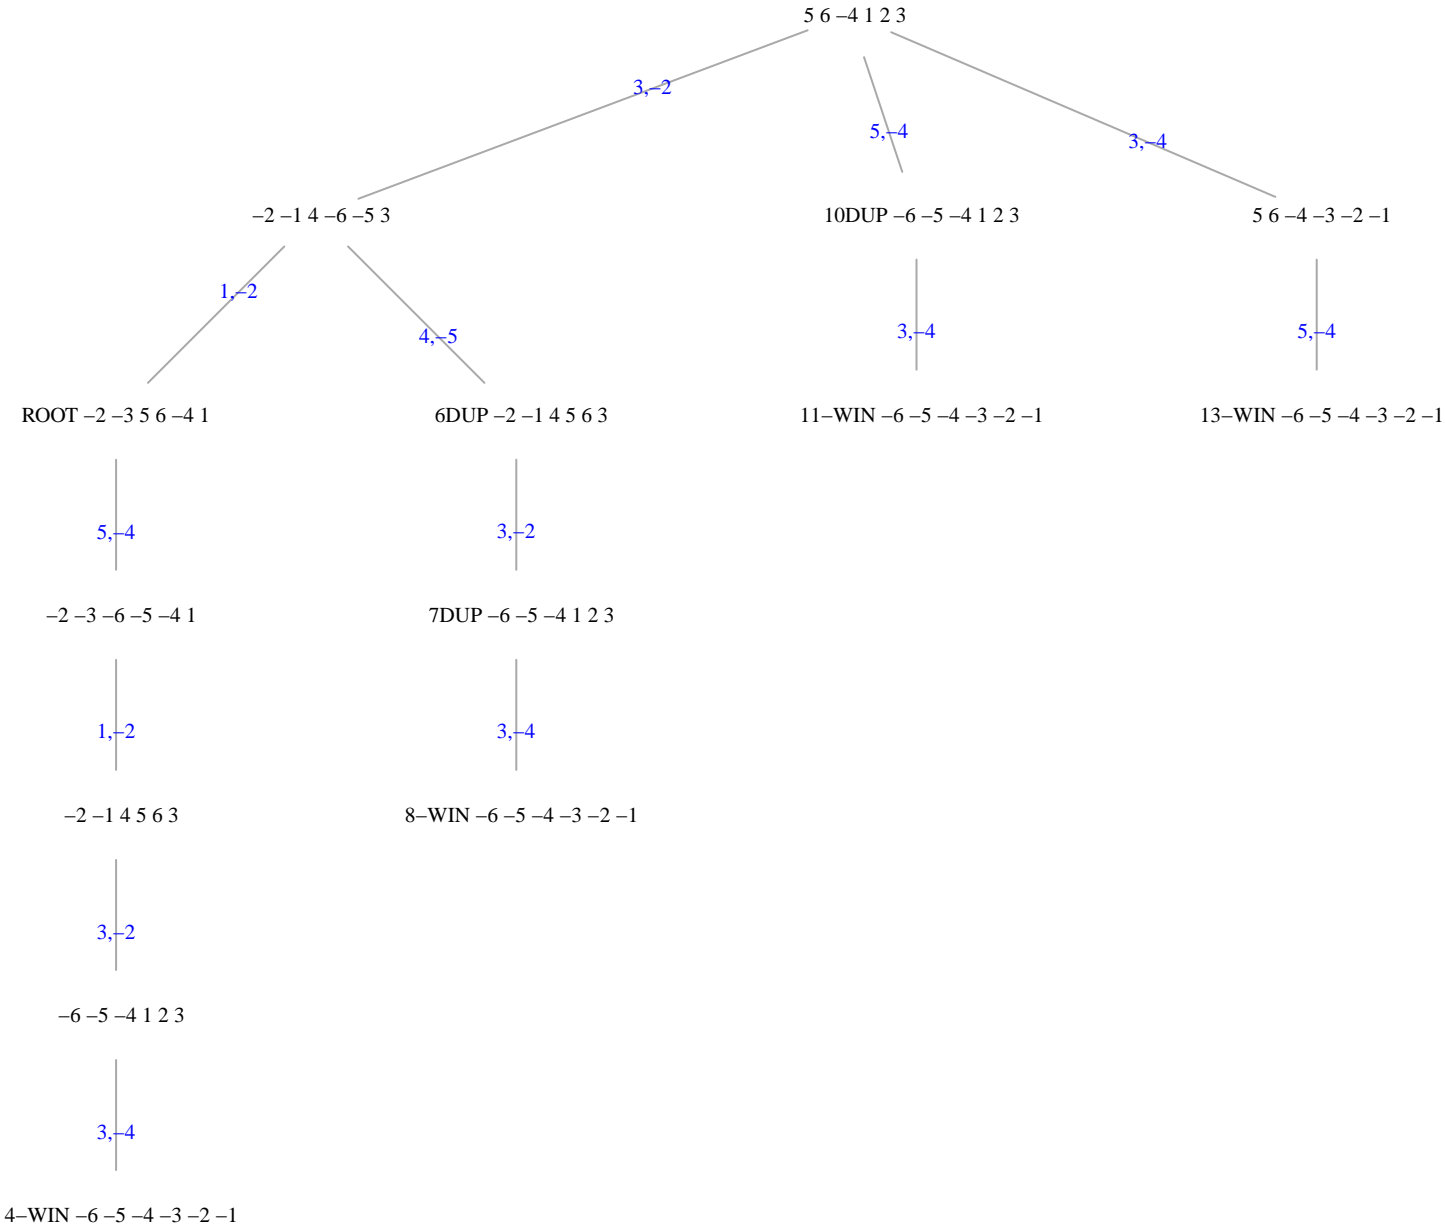 5 6 –4 1 2 3
3,–2
5,–4
3,–4
–2 –1 4 –6 –5 3
10DUP –6 –5 –4 1 2 3
5 6 –4 –3 –2 –1
1,–2
4,–5
3,–4
5,–4
ROOT –2 –3 5 6 –4 1
6DUP –2 –1 4 5 6 3
11–WIN –6 –5 –4 –3 –2 –1
13–WIN –6 –5 –4 –3 –2 –1
5,–4
3,–2
–2 –3 –6 –5 –4 1
7DUP –6 –5 –4 1 2 3
1,–2
3,–4
–2 –1 4 5 6 3
8–WIN –6 –5 –4 –3 –2 –1
3,–2
–6 –5 –4 1 2 3
3,–4
4–WIN –6 –5 –4 –3 –2 –1